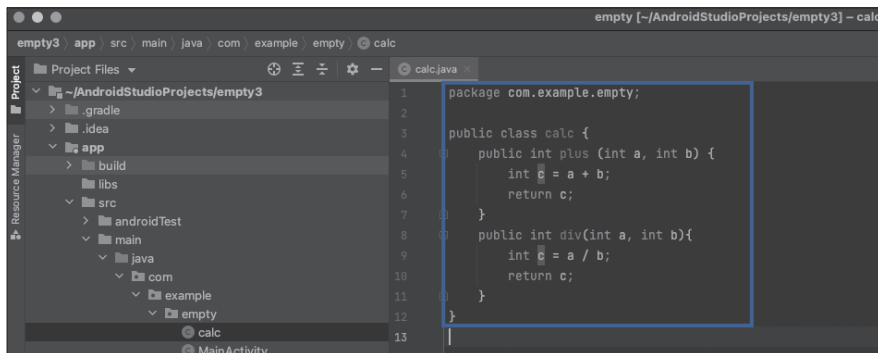 empty [~/AndroidStudioProjects/empty3] – calc
empty3 〉 app 〉 src 〉 main 〉 java 〉 com 〉 example 〉 empty 〉 calc
Project
Resource Manager
Project Files
~/AndroidStudioProjects/empty3
.gradle
.idea
app
build
libs
src
androidTest
main
java
com
example
empty
calc
MainActivity
calc.java
1 package com.example.empty;
2
3 public class calc {
4 public int plus (int a, int b) {
5 int c = a + b;
6 return c;
7 }
8 public int div(int a, int b){
9 int c = a / b;
10 return c;
11 }
12 }
13